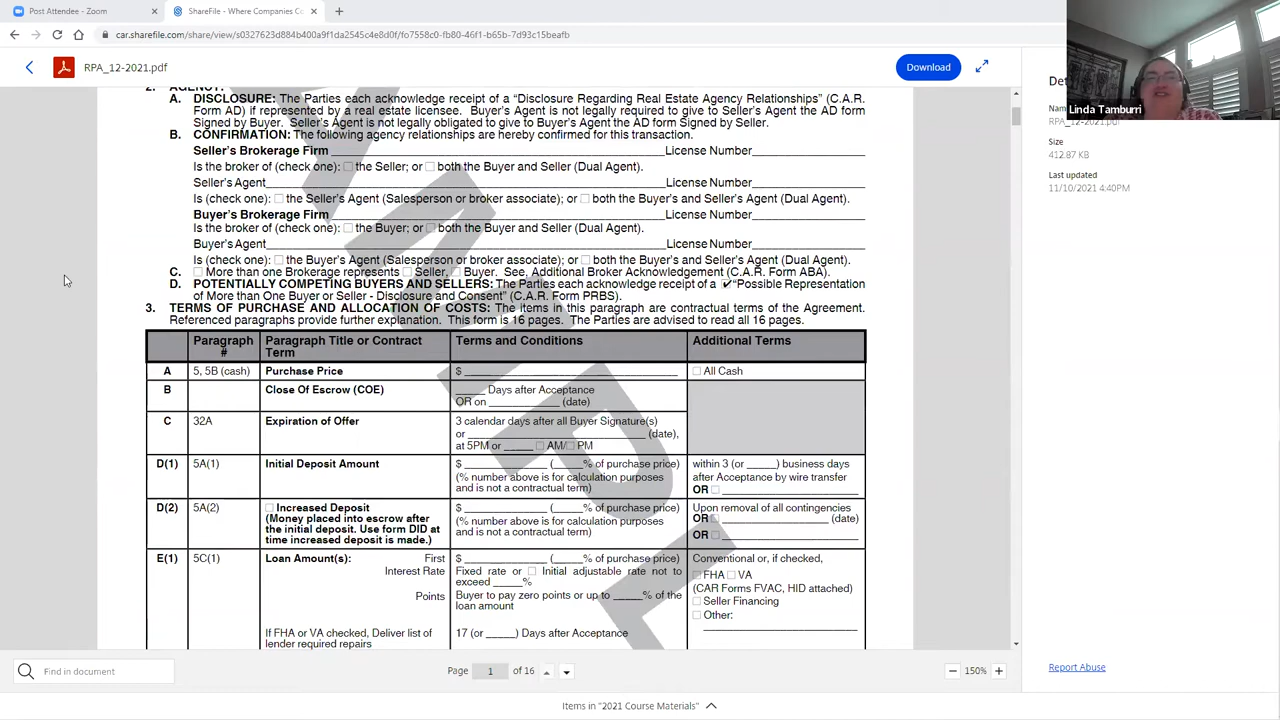 Post Attendee - Zoom
ShareFile - Where Companies Co
car.sharefile.com/share/view/s0327623d884b400a9f1da2545c4e8d0f/fo7558c0-fb80-46f1-b65b-7d93c15beafb
RPA_12-2021.pdf
Download
Linda Tamburri
2. AGENCY:
A. DISCLOSURE: The Parties each acknowledge receipt of a "Disclosure Regarding Real Estate Agency Relationships" (C.A.R.
Form AD) if represented by a real estate licensee. Buyer's Agent is not legally required to give to Seller's Agent the AD form
Signed by Buyer. Seller's Agent is not legally obligated to give to Buyer's Agent the AD form Signed by Seller.
B. CONFIRMATION: The following agency relationships are hereby confirmed for this transaction.
Seller's Brokerage Firm License Number
Is the broker of (check one): the Seller; or both the Buyer and Seller (Dual Agent).
Seller's Agent License Number
Is (check one): the Seller's Agent (Salesperson or broker associate); or both the Buyer's and Seller's Agent (Dual Agent).
Buyer's Brokerage Firm License Number
Is the broker of (check one): the Buyer; or both the Buyer and Seller (Dual Agent).
Buyer's Agent License Number
Is (check one): the Buyer's Agent (Salesperson or broker associate); or both the Buyer's and Seller's Agent (Dual Agent).
C. More than one Brokerage represents Seller, Buyer. See, Additional Broker Acknowledgement (C.A.R. Form ABA).
D. POTENTIALLY COMPETING BUYERS AND SELLERS: The Parties each acknowledge receipt of a ✔ "Possible Representation
of More than One Buyer or Seller - Disclosure and Consent" (C.A.R. Form PRBS).
3. TERMS OF PURCHASE AND ALLOCATION OF COSTS: The items in this paragraph are contractual terms of the Agreement.
Referenced paragraphs provide further explanation. This form is 16 pages. The Parties are advised to read all 16 pages.
Paragraph # Paragraph Title or Contract Term Terms and Conditions Additional Terms
A 5, 5B (cash) Purchase Price $ All Cash
B Close Of Escrow (COE) _____ Days after Acceptance
OR on ____________ (date)
C 32A Expiration of Offer 3 calendar days after all Buyer Signature(s)
or (date),
at 5PM or _____ AM/ PM
D(1) 5A(1) Initial Deposit Amount $ (_____% of purchase price) within 3 (or _____) business days
(% number above is for calculation purposes after Acceptance by wire transfer
and is not a contractual term) OR
D(2) 5A(2) Increased Deposit $ (_____% of purchase price) Upon removal of all contingencies
(Money placed into escrow after (% number above is for calculation purposes OR (date)
the initial deposit. Use form DID at and is not a contractual term) OR
time increased deposit is made.)
E(1) 5C(1) Loan Amount(s): First $ (_____% of purchase price) Conventional or, if checked,
Interest Rate Fixed rate or Initial adjustable rate not to FHA VA
exceed _____% (CAR Forms FVAC, HID attached)
Points Buyer to pay zero points or up to _____% of the Seller Financing
loan amount Other:
If FHA or VA checked, Deliver list of 17 (or _____) Days after Acceptance
lender required repairs
SAMPLE
Det
Nam
RPA_12-2021.pdf
Size
412.87 KB
Last updated
11/10/2021 4:40PM
Report Abuse
Find in document
Page 1 of 16
150%
Items in "2021 Course Materials"